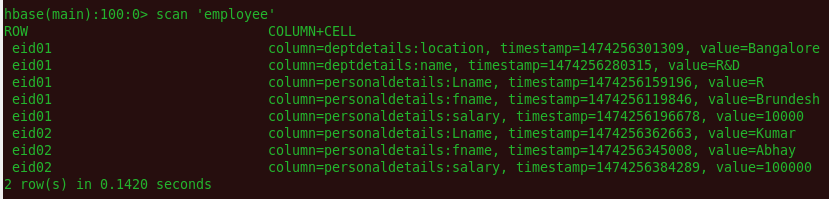 hbase(main):100:0> scan 'employee'
ROW COLUMN+CELL
eid01 column=deptdetails:location, timestamp=1474256301309, value=Bangalore
eid01 column=deptdetails:name, timestamp=1474256280315, value=R&D
eid01 column=personaldetails:Lname, timestamp=1474256159196, value=R
eid01 column=personaldetails:fname, timestamp=1474256119846, value=Brundesh
eid01 column=personaldetails:salary, timestamp=1474256196678, value=10000
eid02 column=personaldetails:Lname, timestamp=1474256362663, value=Kumar
eid02 column=personaldetails:fname, timestamp=1474256345008, value=Abhay
eid02 column=personaldetails:salary, timestamp=1474256384289, value=100000
2 row(s) in 0.1420 seconds